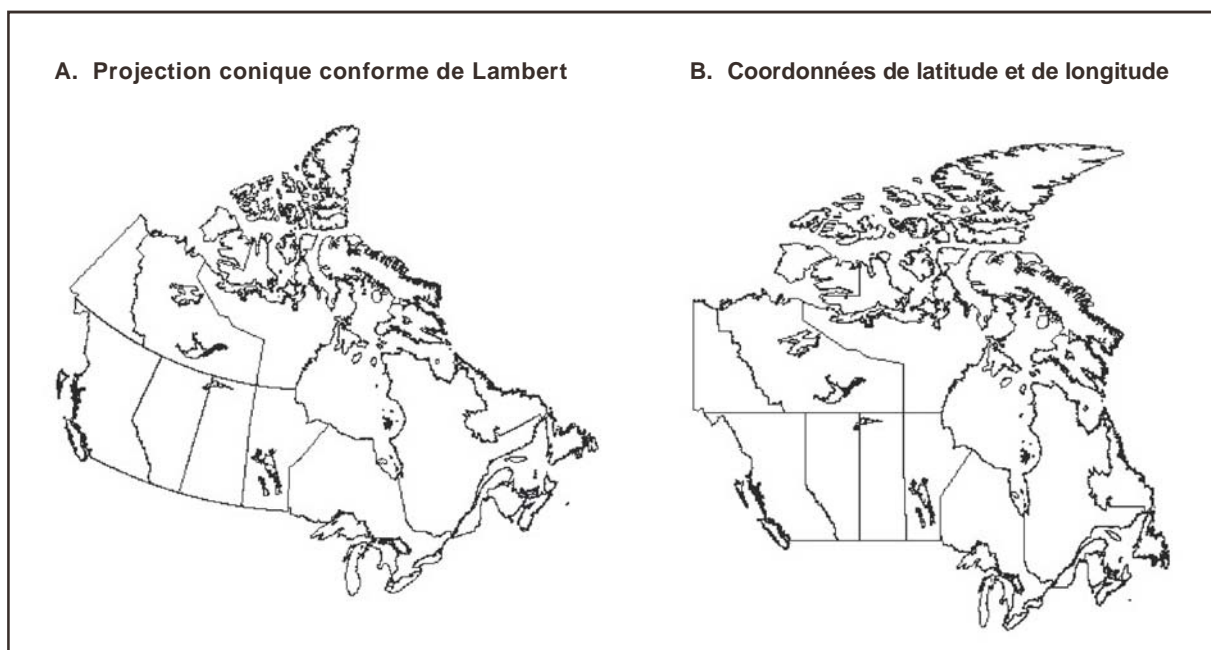 A. Projection conique conforme de Lambert
B. Coordonnées de latitude et de longitude